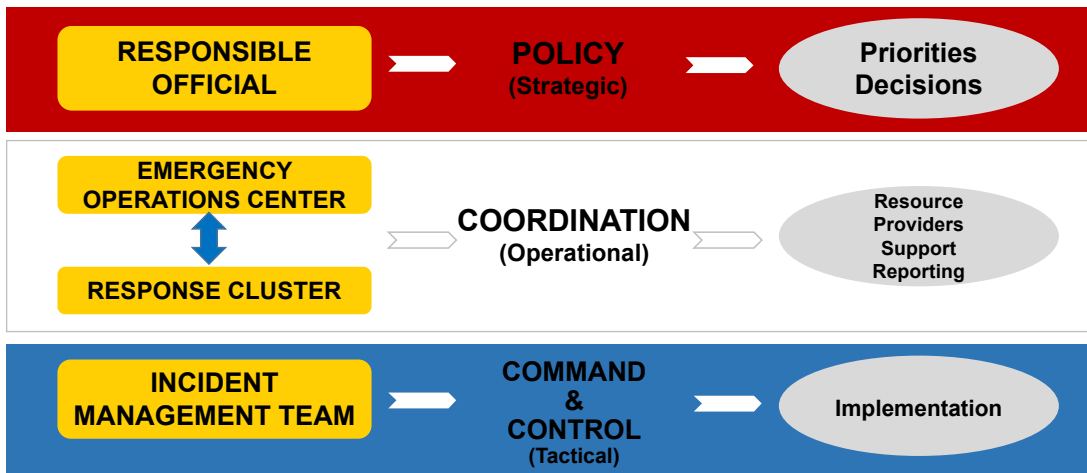 RESPONSIBLE
OFFICIAL
POLICY
(Strategic)
Priorities
Decisions
EMERGENCY
OPERATIONS CENTER
RESPONSE CLUSTER
COORDINATION
(Operational)
Resource
Providers
Support
Reporting
INCIDENT
MANAGEMENT TEAM
COMMAND
&
CONTROL
(Tactical)
Implementation